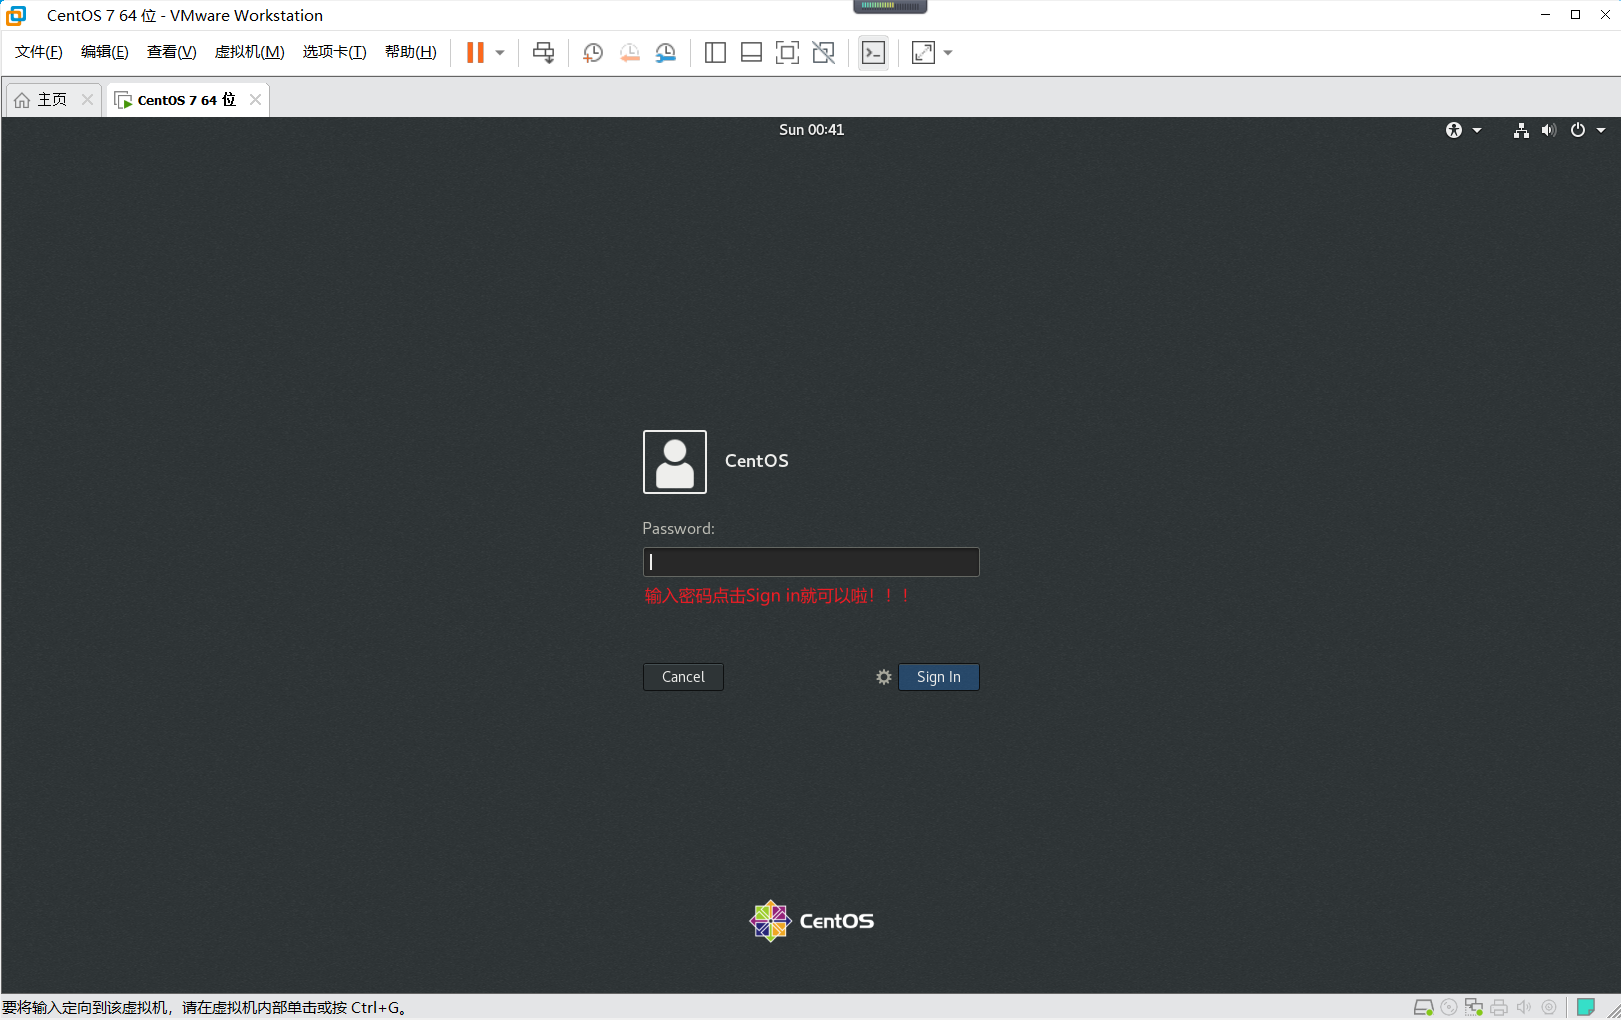 CentOS 7 64 位 - VMware Workstation
文件(F) 编辑(E) 查看(V) 虚拟机(M) 选项卡(T) 帮助(H)
主页 CentOS 7 64 位
Sun 00:41
CentOS
Password:
输入密码点击Sign in就可以啦！！！
Cancel Sign In
CentOS
要将输入定向到该虚拟机，请在虚拟机内部单击或按 Ctrl+G。